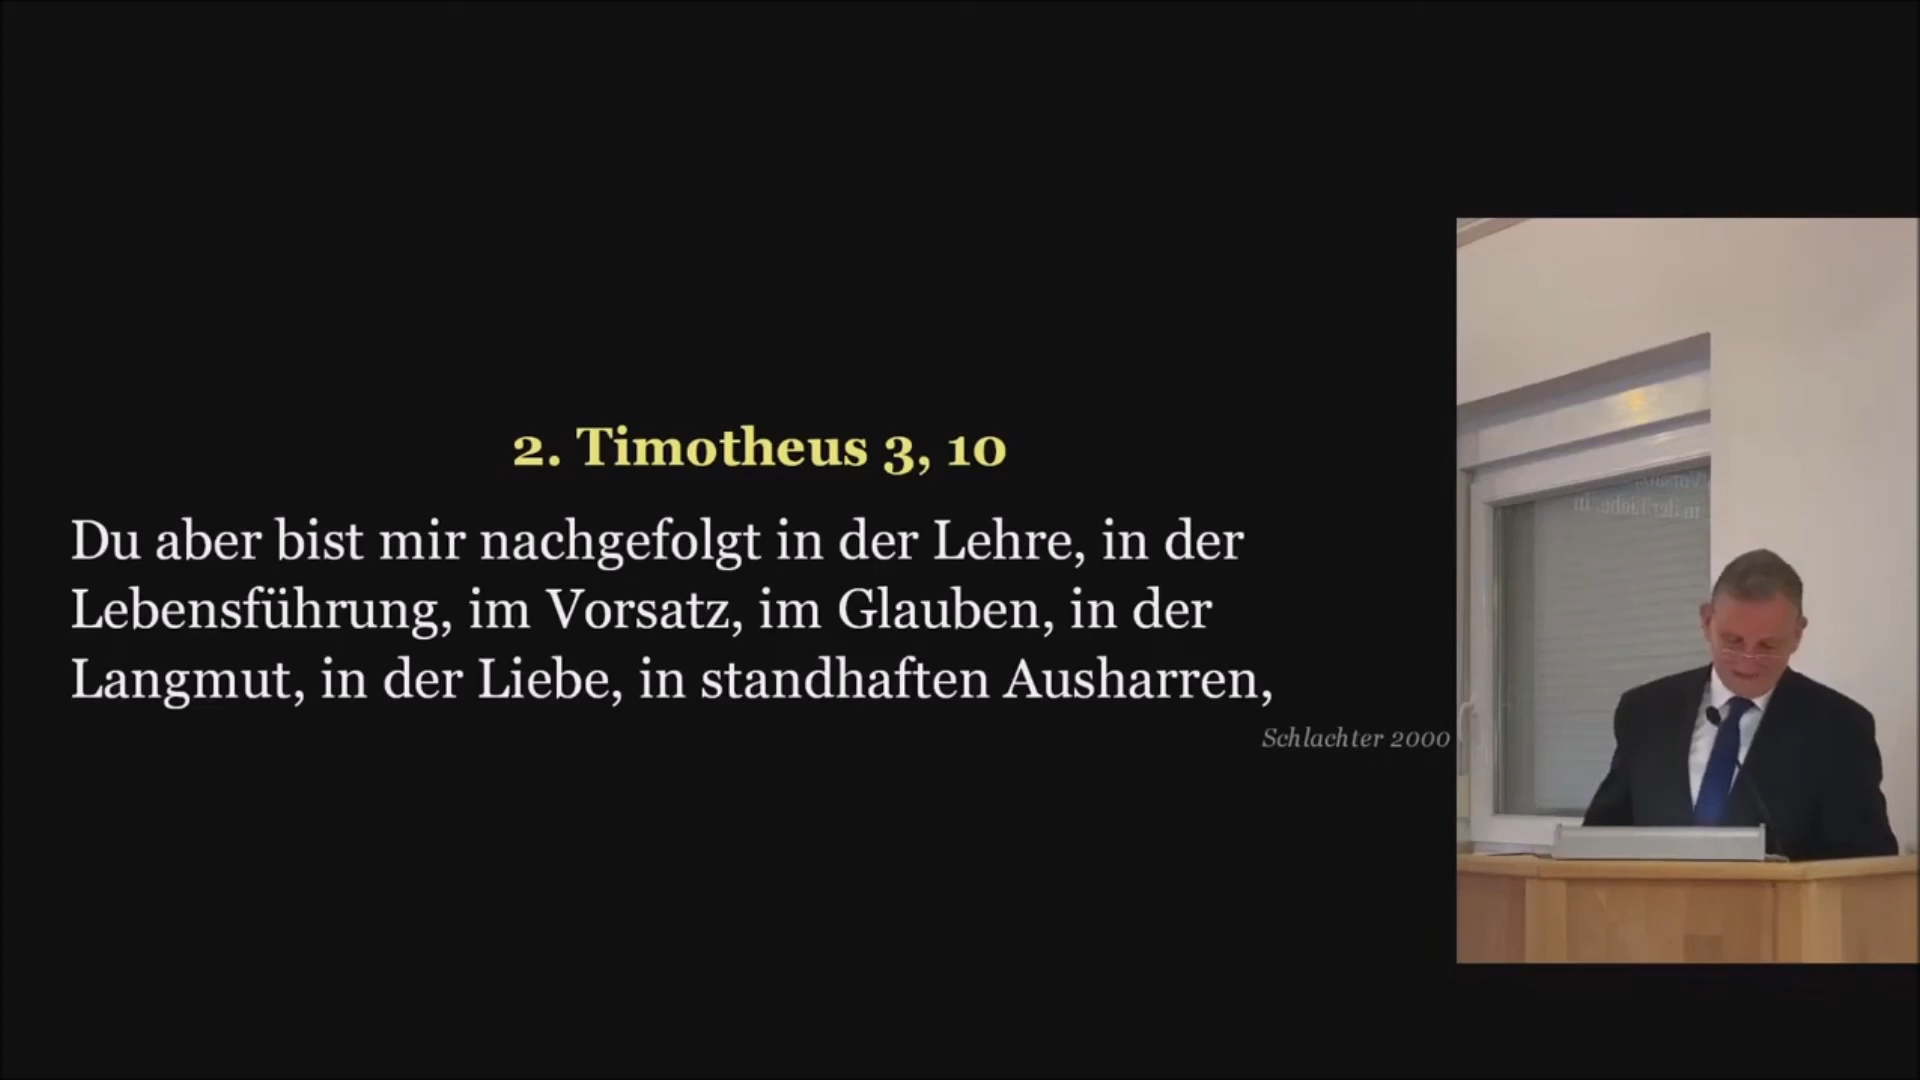 2. Timotheus 3, 10
Du aber bist mir nachgefolgt in der Lehre, in der
Lebensführung, im Vorsatz, im Glauben, in der
Langmut, in der Liebe, in standhaften Ausharren,
Schlachter 2000